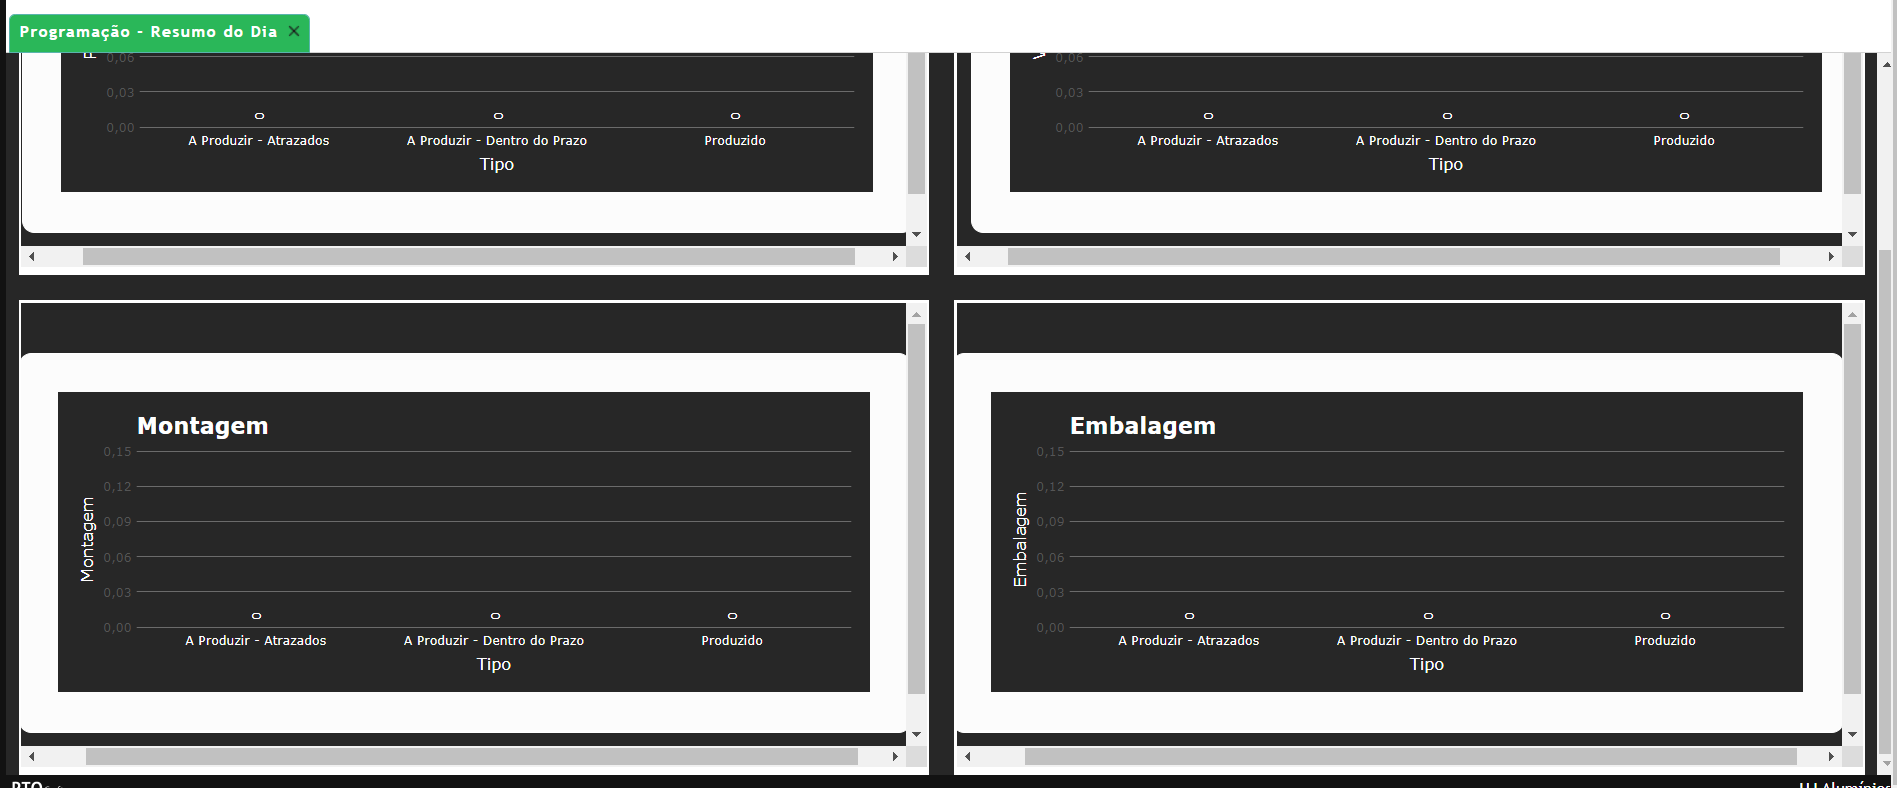 Programação - Resumo do Dia ✕
0,06
0,03
0,00
0 0 0
A Produzir - Atrazados A Produzir - Dentro do Prazo Produzido
Tipo
0,06
0,03
0,00
0 0 0
A Produzir - Atrazados A Produzir - Dentro do Prazo Produzido
Tipo
Montagem
Montagem
0,15
0,12
0,09
0,06
0,03
0,00
0 0 0
A Produzir - Atrazados A Produzir - Dentro do Prazo Produzido
Tipo
Embalagem
Embalagem
0,15
0,12
0,09
0,06
0,03
0,00
0 0 0
A Produzir - Atrazados A Produzir - Dentro do Prazo Produzido
Tipo